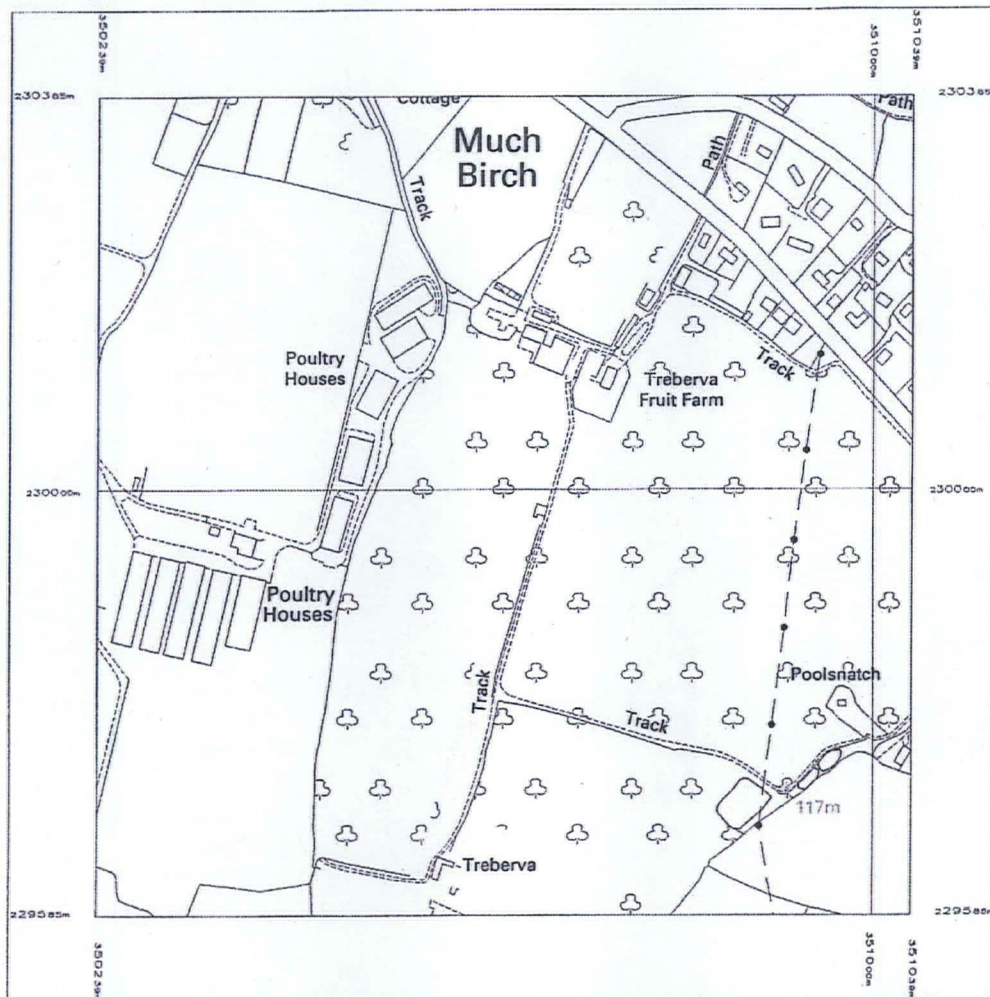 350239m
351000m
351039m
230385m
230385m
Cottage
Path
Much
Birch
Path
Track
Poultry
Houses
Treberva
Fruit Farm
Track
230000m
230000m
Poultry
Houses
Poolsnatch
Track
Track
117m
Treberva
229585m
229585m
350239m
351000m
351039m